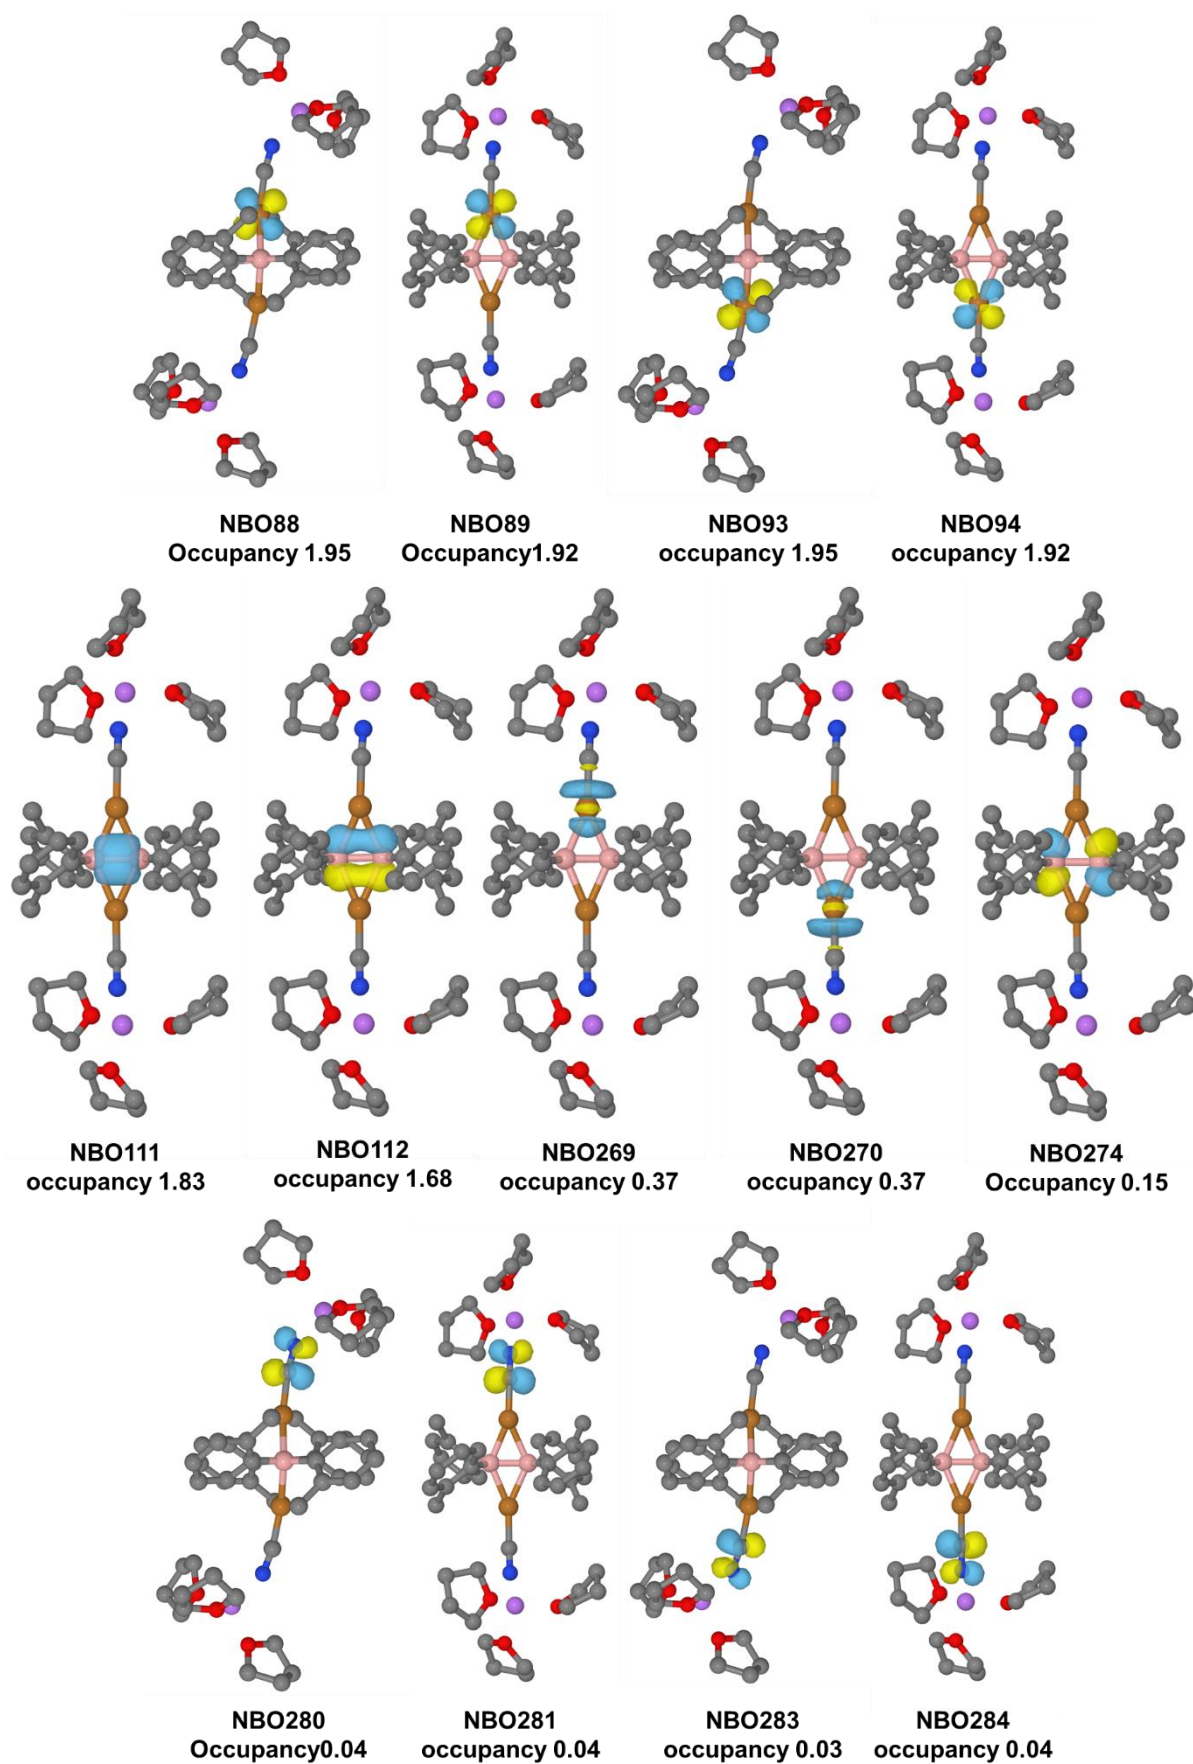 NBO88
Occupancy 1.95
NBO89
Occupancy1.92
NBO93
occupancy 1.95
NBO94
occupancy 1.92
NBO111
occupancy 1.83
NBO112
occupancy 1.68
NBO269
occupancy 0.37
NBO270
occupancy 0.37
NBO274
Occupancy 0.15
NBO280
Occupancy0.04
NBO281
occupancy 0.04
NBO283
occupancy 0.03
NBO284
occupancy 0.04